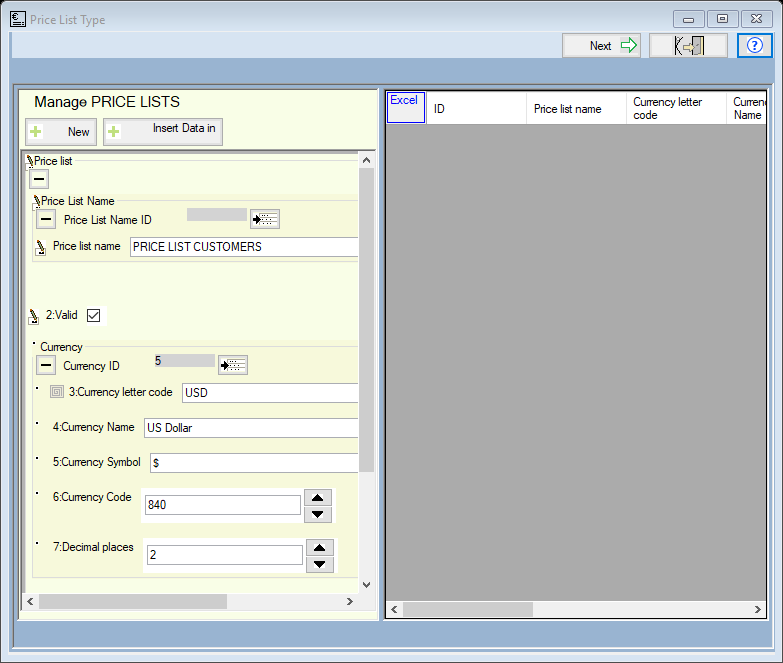 Price List Type
Next
?
Manage PRICE LISTS
New
Insert Data in
Excel
ID
Price list name
Currency letter
code
Curren
Name
Price list
Price List Name
Price List Name ID
Price list name
PRICE LIST CUSTOMERS
2:Valid
Currency
Currency ID
5
3:Currency letter code
USD
4:Currency Name
US Dollar
5:Currency Symbol
$
6:Currency Code
840
7:Decimal places
2